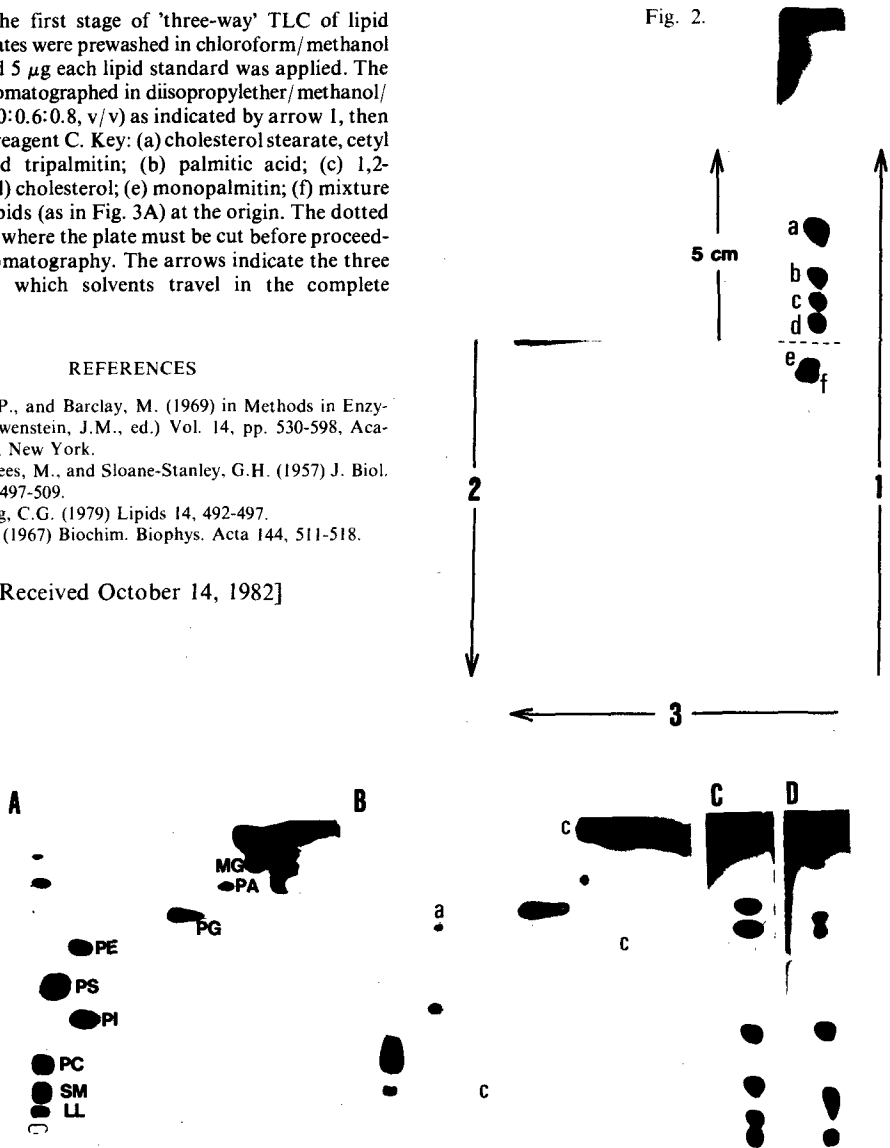 he first stage of 'three-way' TLC of lipid
ates were prewashed in chloroform/methanol
d 5 μg each lipid standard was applied. The
omatographed in diisopropylether/methanol/
0:0.6:0.8, v/v) as indicated by arrow 1, then
reagent C. Key: (a) cholesterol stearate, cetyl
d tripalmitin; (b) palmitic acid; (c) 1,2-
l) cholesterol; (e) monopalmitin; (f) mixture
oids (as in Fig. 3A) at the origin. The dotted
where the plate must be cut before proceed-
omatography. The arrows indicate the three
which solvents travel in the complete
REFERENCES
P., and Barclay, M. (1969) in Methods in Enzy-
wenstein, J.M., ed.) Vol. 14, pp. 530-598, Aca-
New York.
ees, M., and Sloane-Stanley, G.H. (1957) J. Biol.
497-509.
g, C.G. (1979) Lipids 14, 492-497.
(1967) Biochim. Biophys. Acta 144, 511-518.
Received October 14, 1982]
Fig. 2.
a
5 cm
b
c
d
e
f
2
1
3
A
B
C
D
c
MG
PA
a
PG
c
PE
PS
PI
PC
SM
c
LL